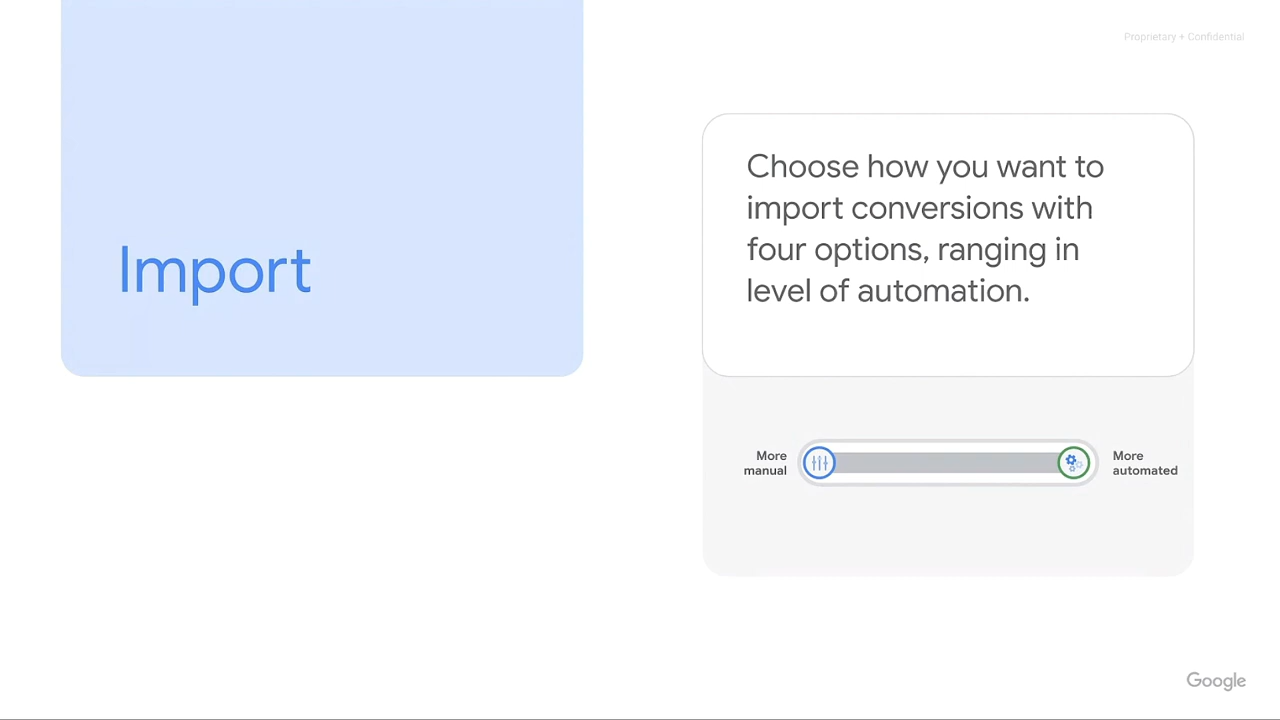 Proprietary + Confidential
Import
Choose how you want to
import conversions with
four options, ranging in
level of automation.
More
manual
More
automated
Google